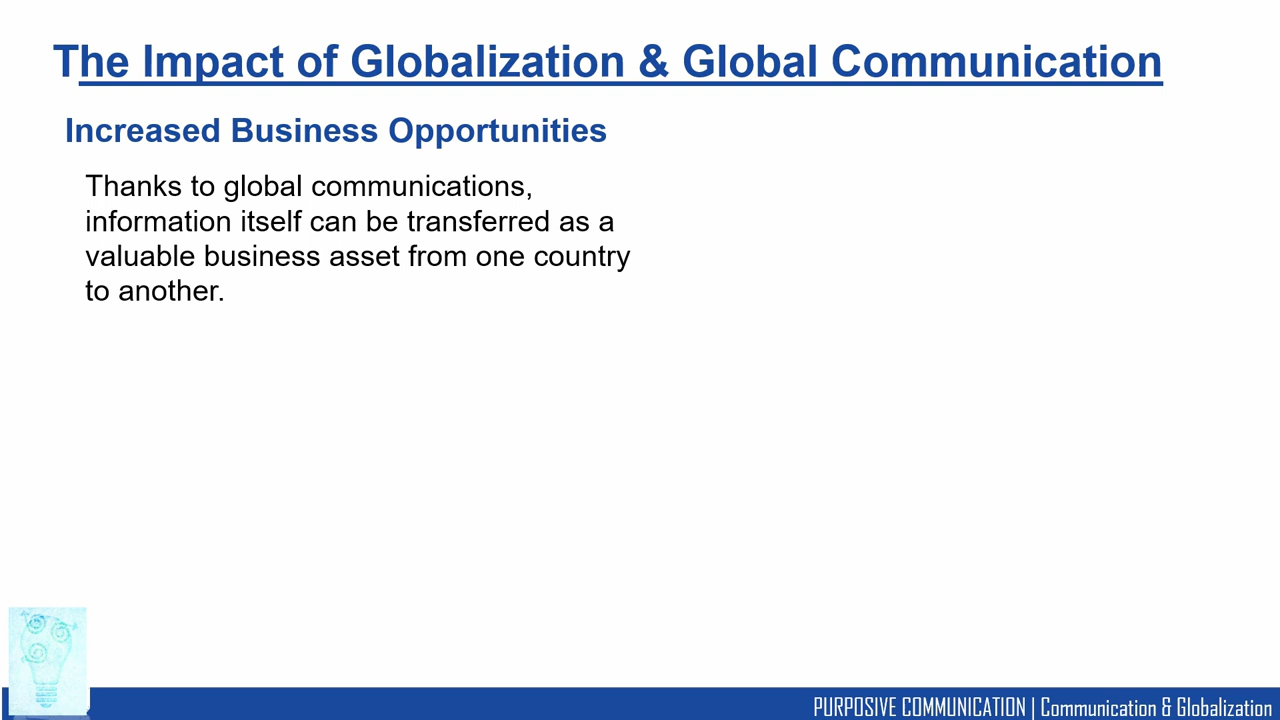 The Impact of Globalization & Global Communication
Increased Business Opportunities
Thanks to global communications,
information itself can be transferred as a
valuable business asset from one country
to another.
PURPOSIVE COMMUNICATION | Communication & Globalization